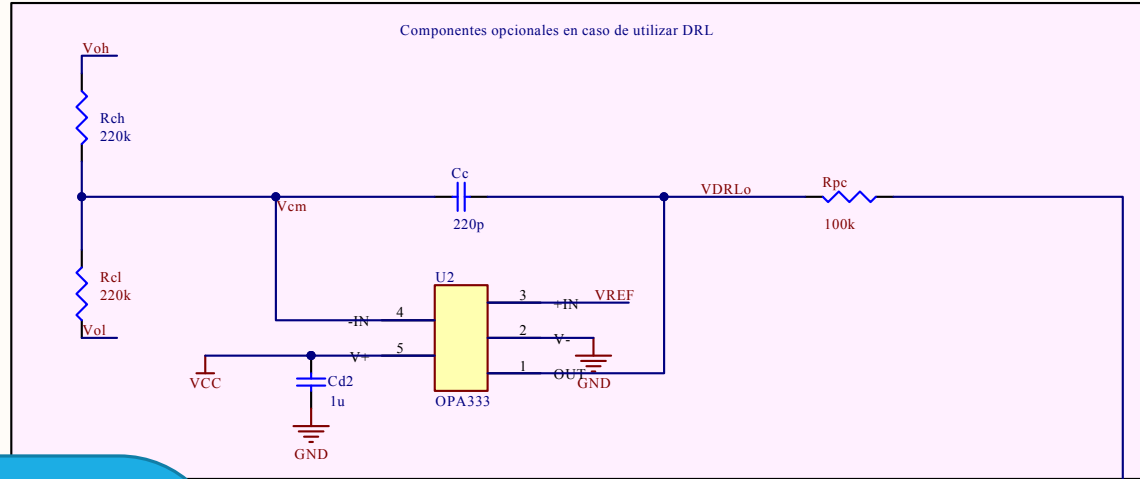 Componentes opcionales en caso de utilizar DRL
Voh
Rch
220k
Cc
220p
Vcm
VDRLo
Rpc
100k
Rcl
220k
Vol
U2
4
-IN
5
V+
3
+IN
VREF
2
V-
1
OUT
GND
OPA333
VCC
Cd2
1u
GND